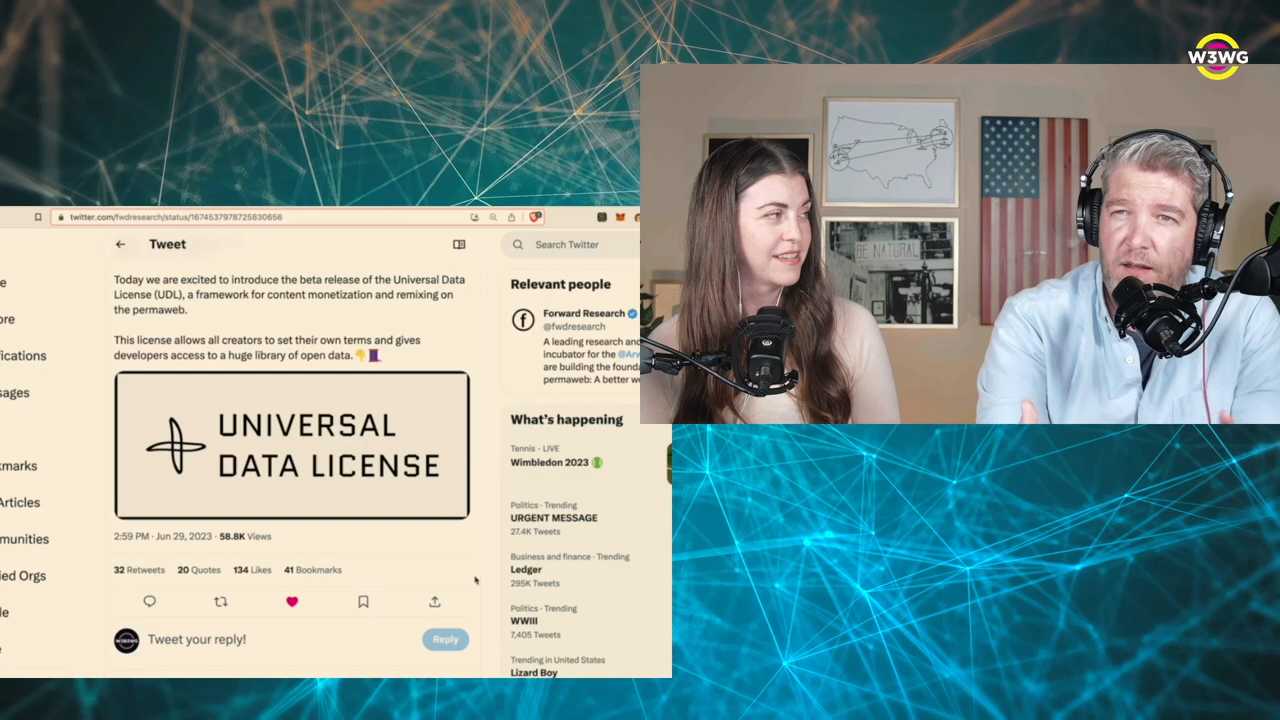 W3WG
twitter.com/fwdresearch/status/1674537978725830656
Tweet
Search Twitter
Today we are excited to introduce the beta release of the Universal Data
License (UDL), a framework for content monetization and remixing on
the permaweb.
This license allows all creators to set their own terms and gives
developers access to a huge library of open data.👇🧵
UNIVERSAL
DATA LICENSE
2:59 PM · Jun 29, 2023 · 58.8K Views
32 Retweets 20 Quotes 134 Likes 41 Bookmarks
Tweet your reply!
Reply
Relevant people
Forward Research
@fwdresearch
A leading research and
incubator for the @Arw
are building the founda
permaweb: A better w
What's happening
Tennis · LIVE
Wimbledon 2023
Politics · Trending
URGENT MESSAGE
27.4K Tweets
Business and finance · Trending
Ledger
295K Tweets
Politics · Trending
WWIII
7,405 Tweets
Trending in United States
Lizard Boy
e
ore
ifications
sages
kmarks
Articles
munities
ied Orgs
le
e
BE NATURAL